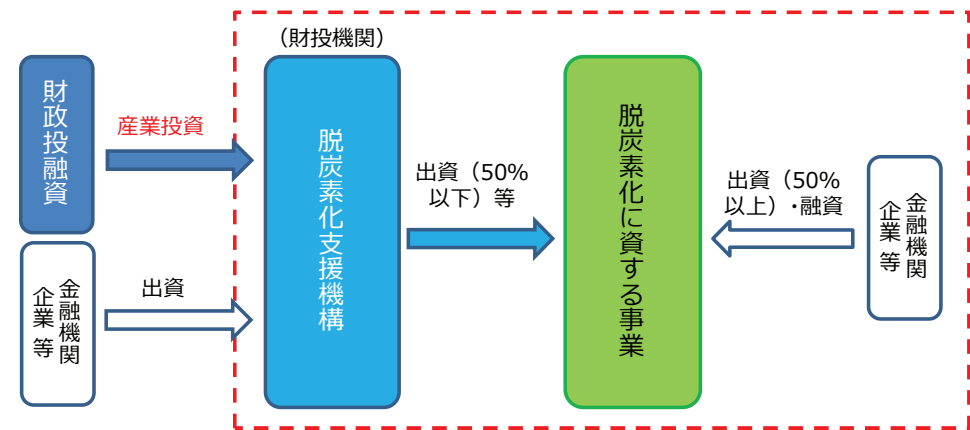 （財投機関）
財政投融資
産業投資
脱炭素化支援機構
出資（50%
以下）等
脱炭素化に資する事業
出資（50%
以上）・融資
金融機関
企業等
金融機関
企業等
出資